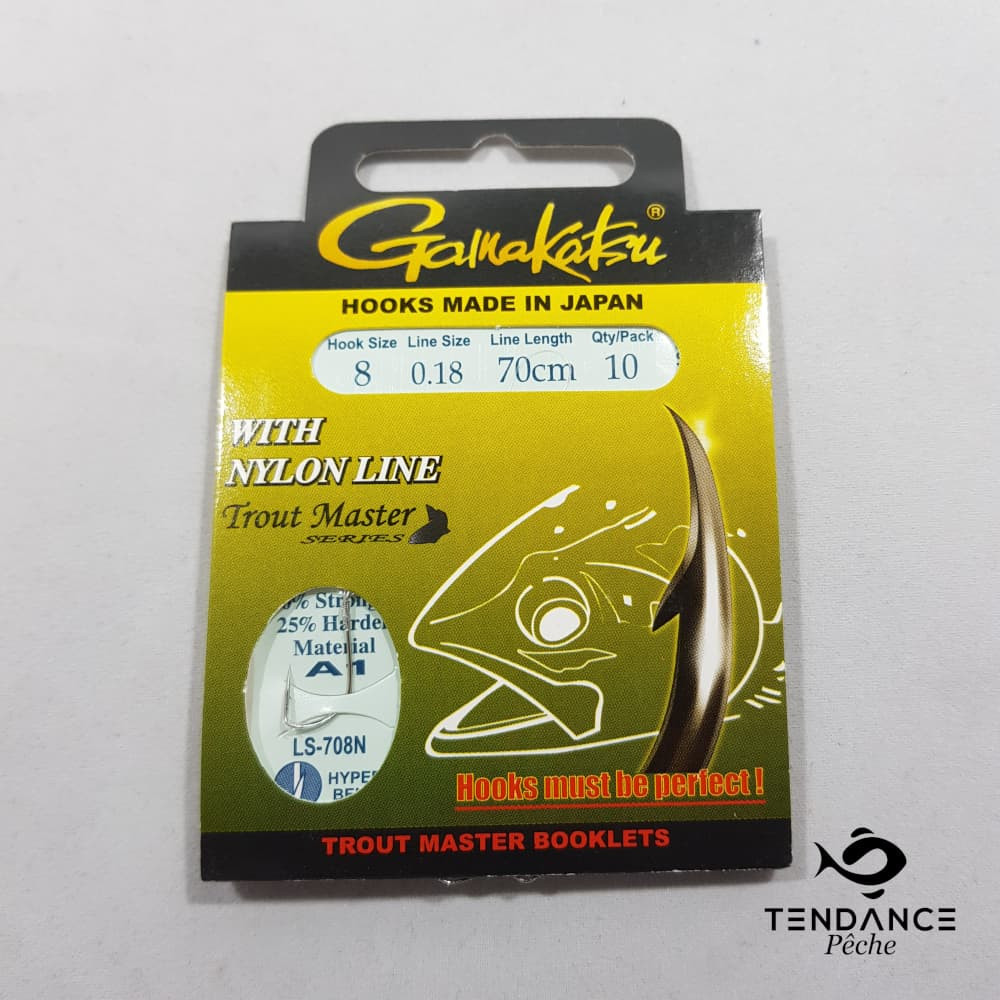 Gamakatsu®
HOOKS MADE IN JAPAN
Hook Size Line Size Line Length Qty/Pack
8 0.18 70cm 10
WITH
NYLON LINE
Trout Master
SERIES
25% Harder
Material
A1
LS-708N
Hooks must be perfect !
TROUT MASTER BOOKLETS
TENDANCE
Pêche